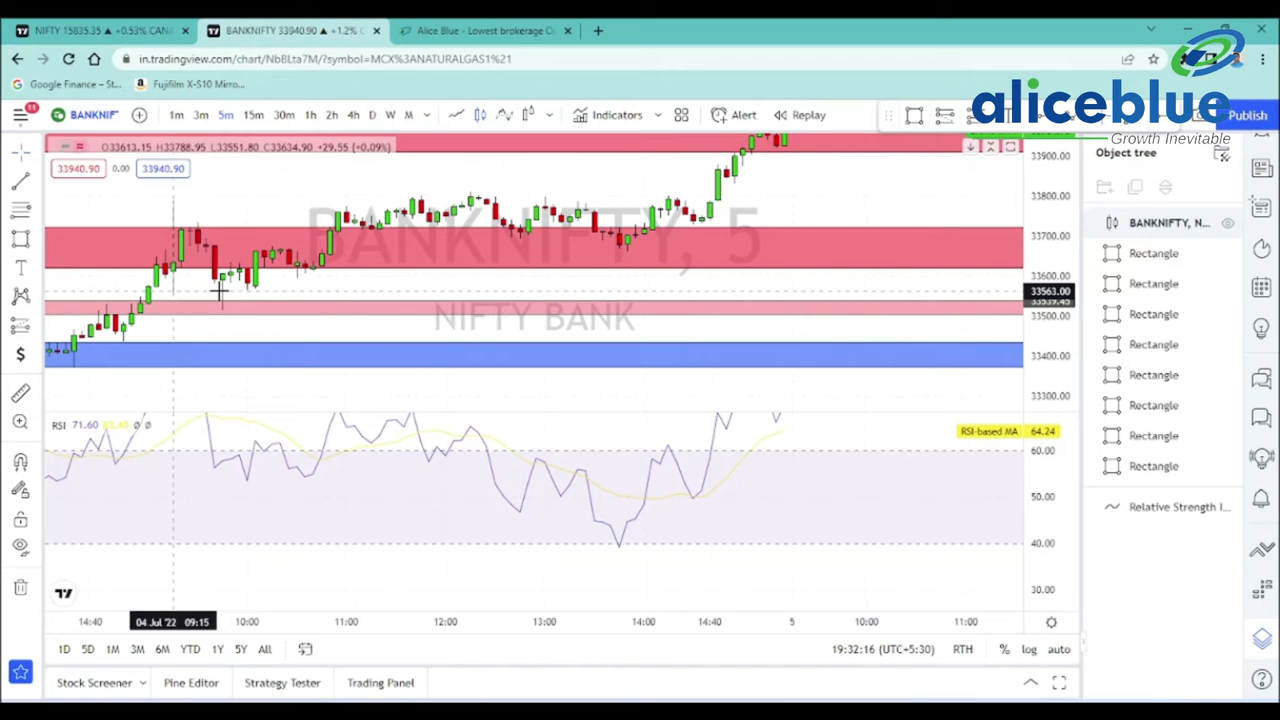 NIFTY 15835.35 ▲ +0.53% CAN
BANKNIFTY 33940.90 ▲ +1.2% C
Alice Blue - Lowest brokerage
in.tradingview.com/chart/NbBLta7M/?symbol=MCX%3ANATURALGAS1%21
Google Finance – St...
Fujifilm X-S10 Mirro...
aliceblue
Growth Inevitable
11
BANKNIF
1m 3m 5m 15m 30m 1h 2h 4h D W M
Indicators
Alert
Replay
Publish
O33613.15 H33788.95 L33551.80 C33634.90 +29.55 (+0.09%)
33940.90 0.00 33940.90
Object tree
BANKNIFTY, N...
Rectangle
Rectangle
Rectangle
Rectangle
Rectangle
Rectangle
Rectangle
Rectangle
Relative Strength I...
BANKNIFTY, 5
NIFTY BANK
33900.00
33800.00
33700.00
33600.00
33563.00
33539.45
33500.00
33400.00
33300.00
RSI 71.60
RSI-based MA 64.24
60.00
50.00
40.00
30.00
14:40 04 Jul '22 09:15 10:00 11:00 12:00 13:00 14:00 14:40 5 10:00 11:00
1D 5D 1M 3M 6M YTD 1Y 5Y All
19:32:16 (UTC+5:30) RTH % log auto
Stock Screener Pine Editor Strategy Tester Trading Panel